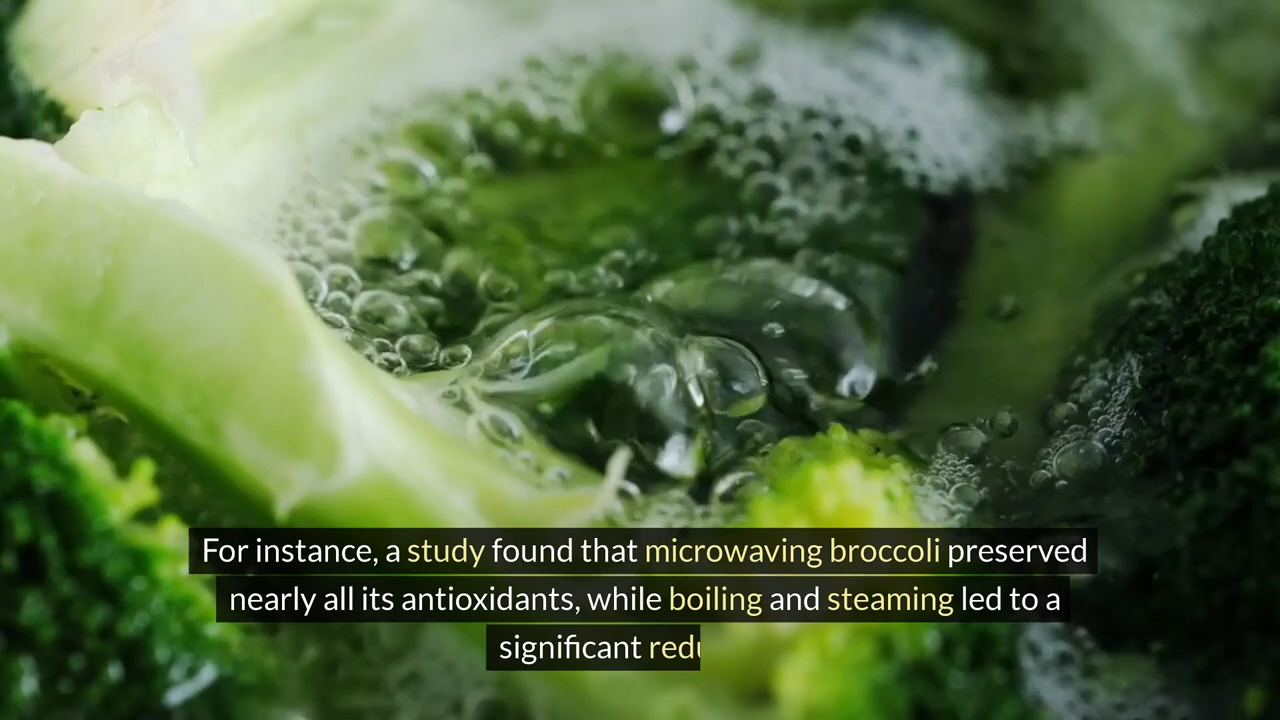 For instance, a study found that microwaving broccoli preserved
nearly all its antioxidants, while boiling and steaming led to a
significant redu